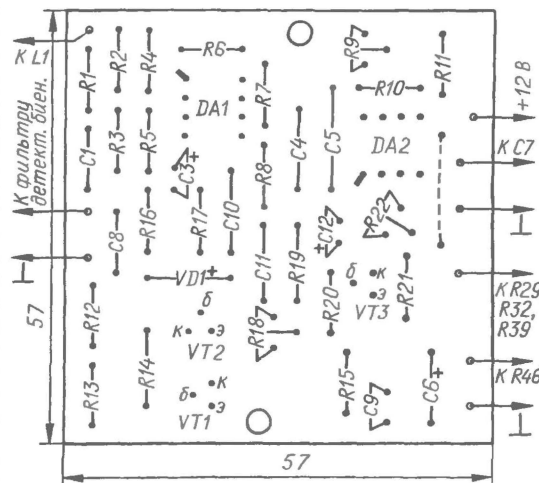 К L1
К фильтру
детект. биен.
⊥
57
57
R1
R2
R4
R6
R7
R9
R10
R11
DA1
C1
R3
R5
C3
+
R8
C4
C5
DA2
+12В
К С7
⊥
C8
R16
R17
C10
C11
R19
C12
±
R22
VD1
+
б
к
э
VT2
R18
R20
б
к
э
VT3
R21
К R29
R32,
R39
R12
R13
R14
б
к
э
VT1
R15
C9
C6
+
К R46
⊥